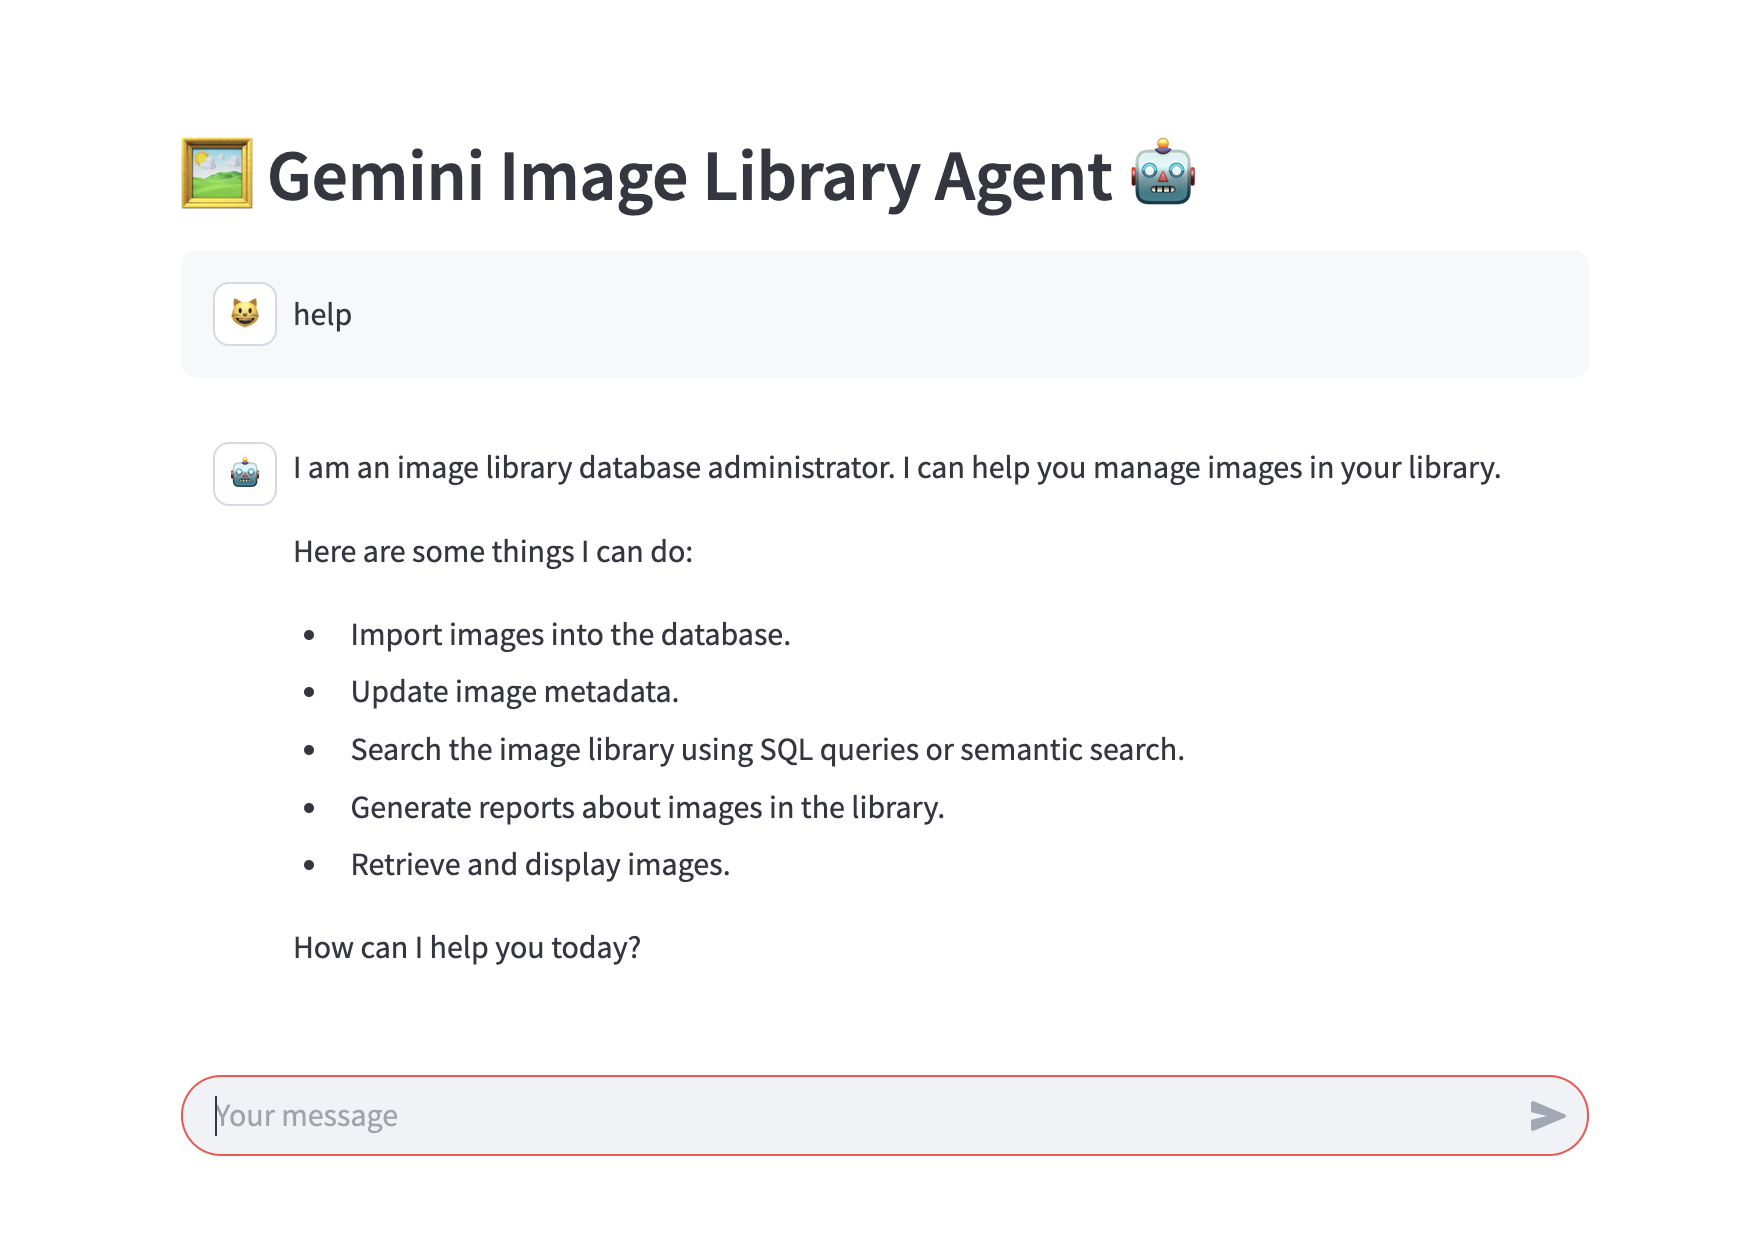 Gemini Image Library Agent
help
I am an image library database administrator. I can help you manage images in your library.
Here are some things I can do:
• Import images into the database.
• Update image metadata.
• Search the image library using SQL queries or semantic search.
• Generate reports about images in the library.
• Retrieve and display images.
How can I help you today?
Your message